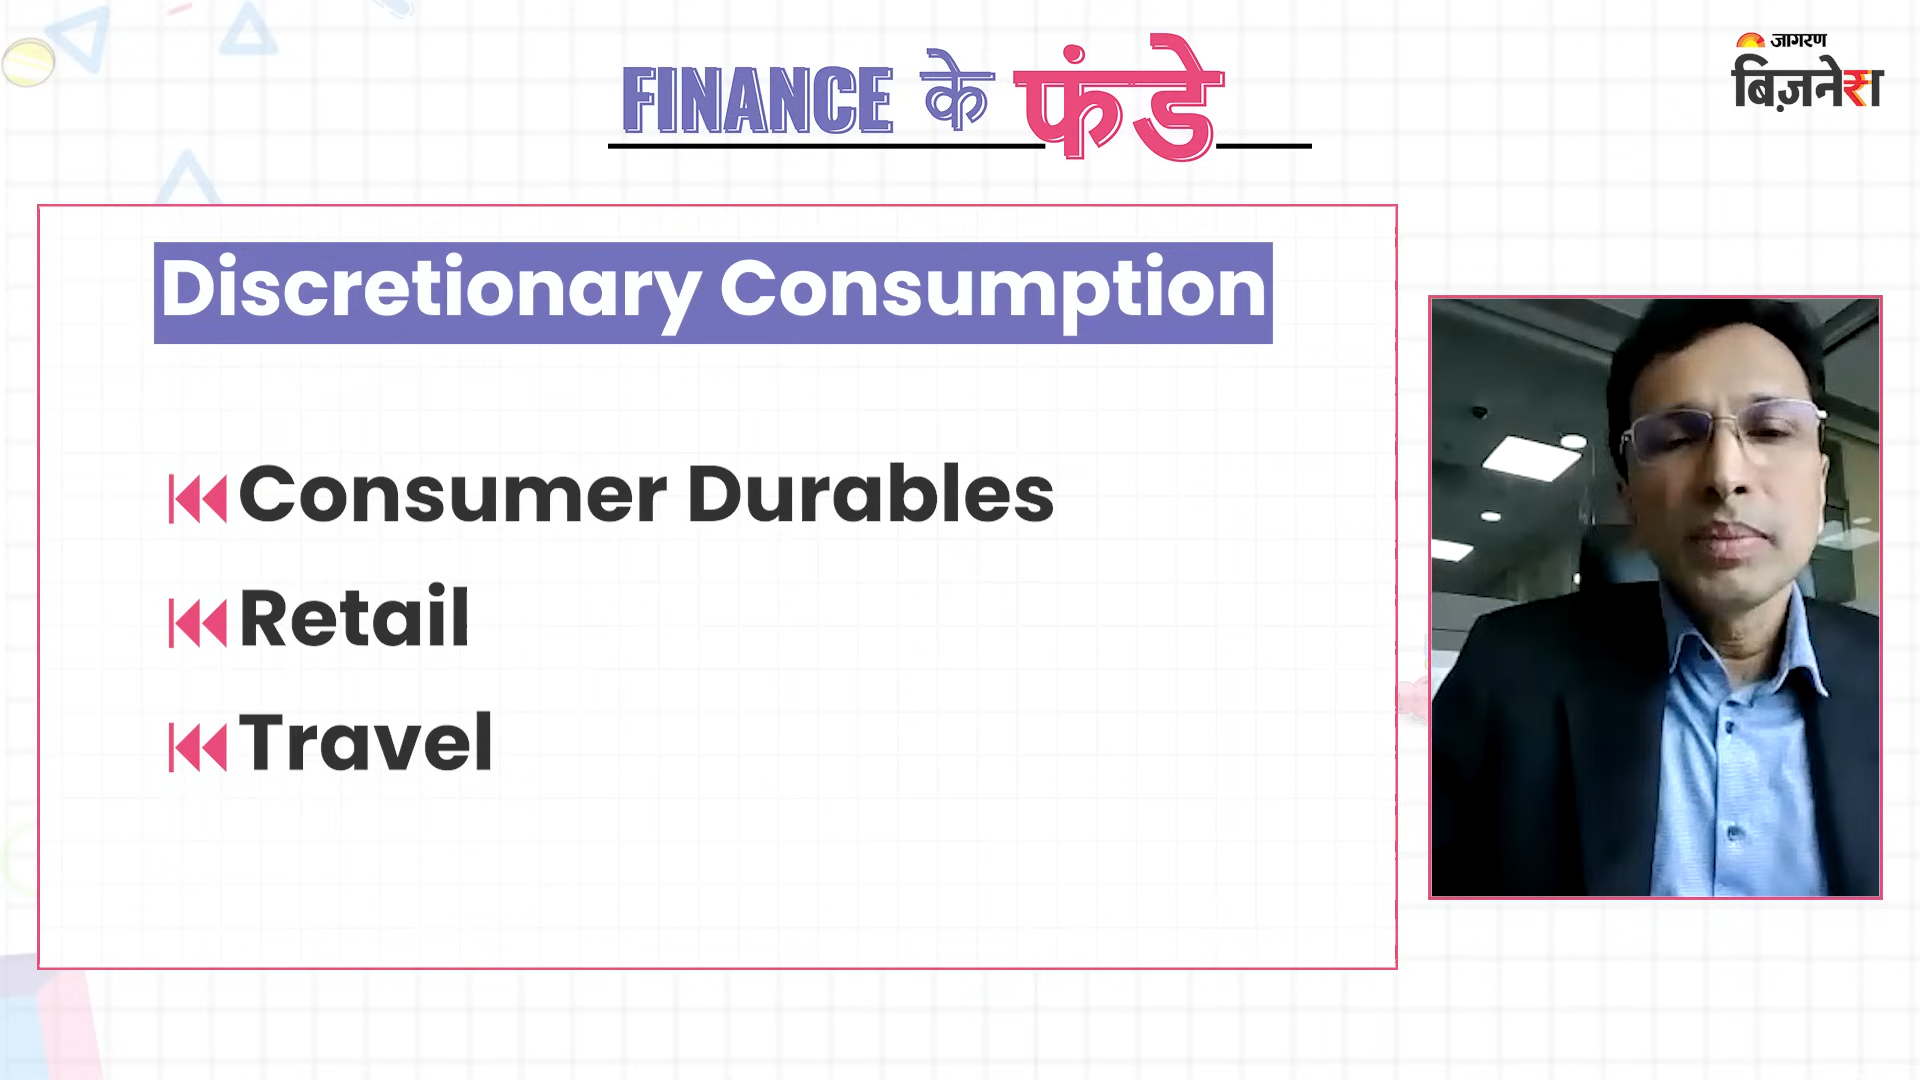 FINANCE के फंडे
जागरण
बिज़नेस
Discretionary Consumption
Consumer Durables
Retail
Travel